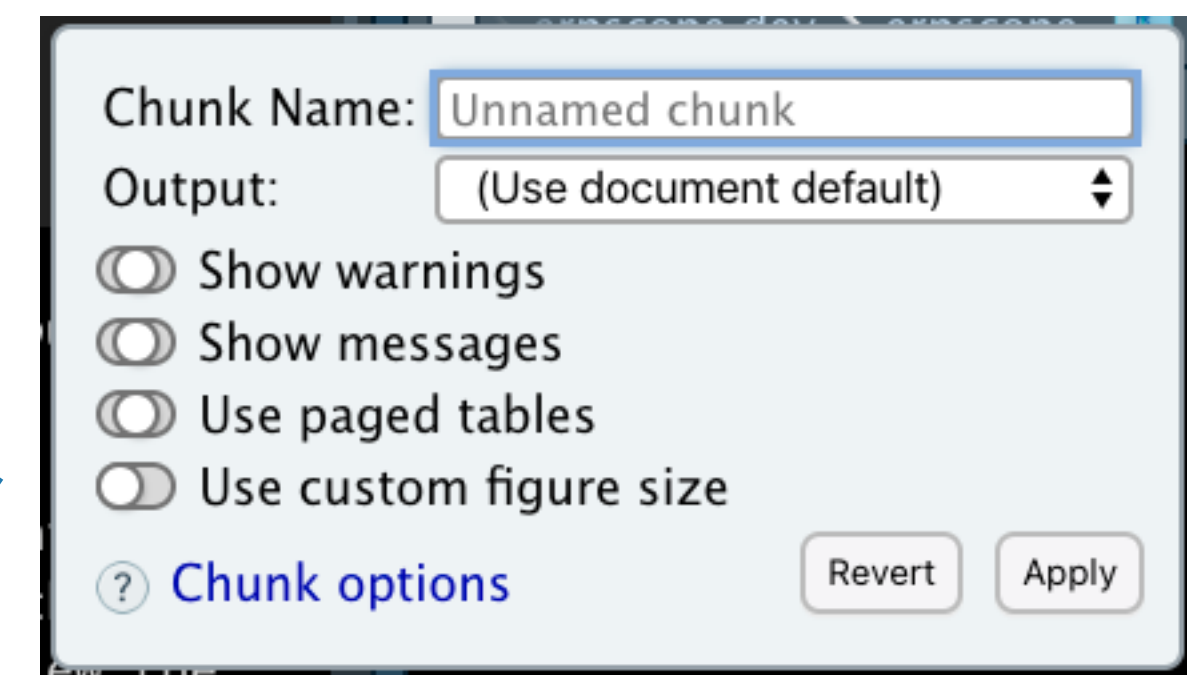 Chunk Name: Unnamed chunk
Output: (Use document default)
Show warnings
Show messages
Use paged tables
Use custom figure size
? Chunk options Revert Apply